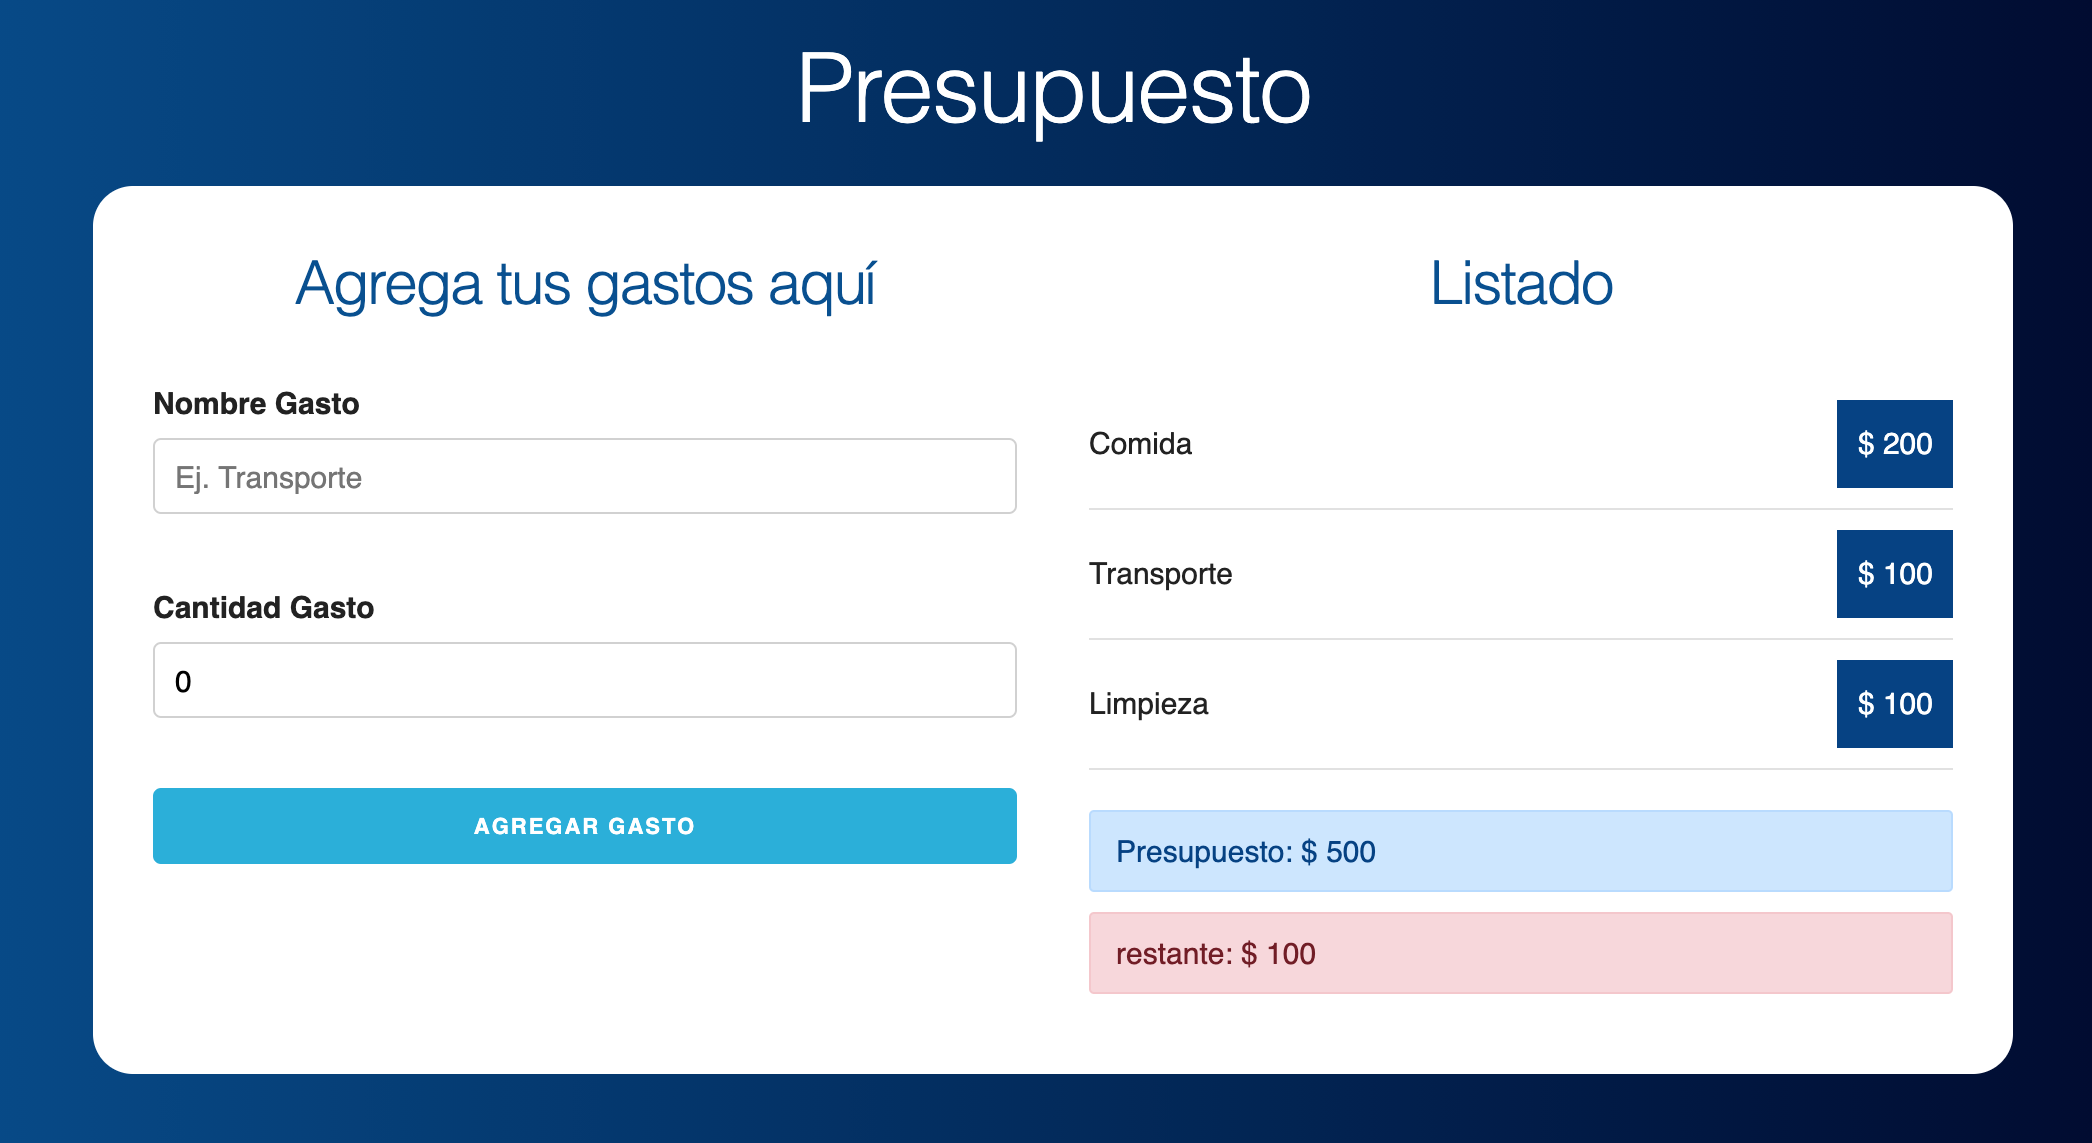 Presupuesto
Agrega tus gastos aquí
Nombre Gasto
Ej. Transporte
Cantidad Gasto
0
AGREGAR GASTO
Listado
Comida $ 200
Transporte $ 100
Limpieza $ 100
Presupuesto: $ 500
restante: $ 100